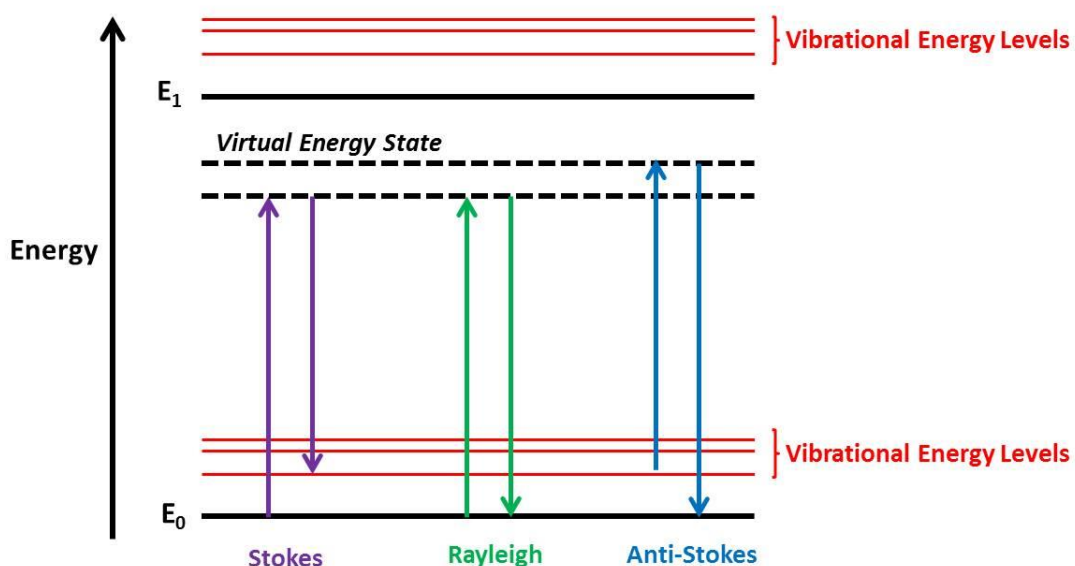 Vibrational Energy Levels
E₁
Virtual Energy State
Energy
Vibrational Energy Levels
E₀
Stokes Rayleigh Anti-Stokes